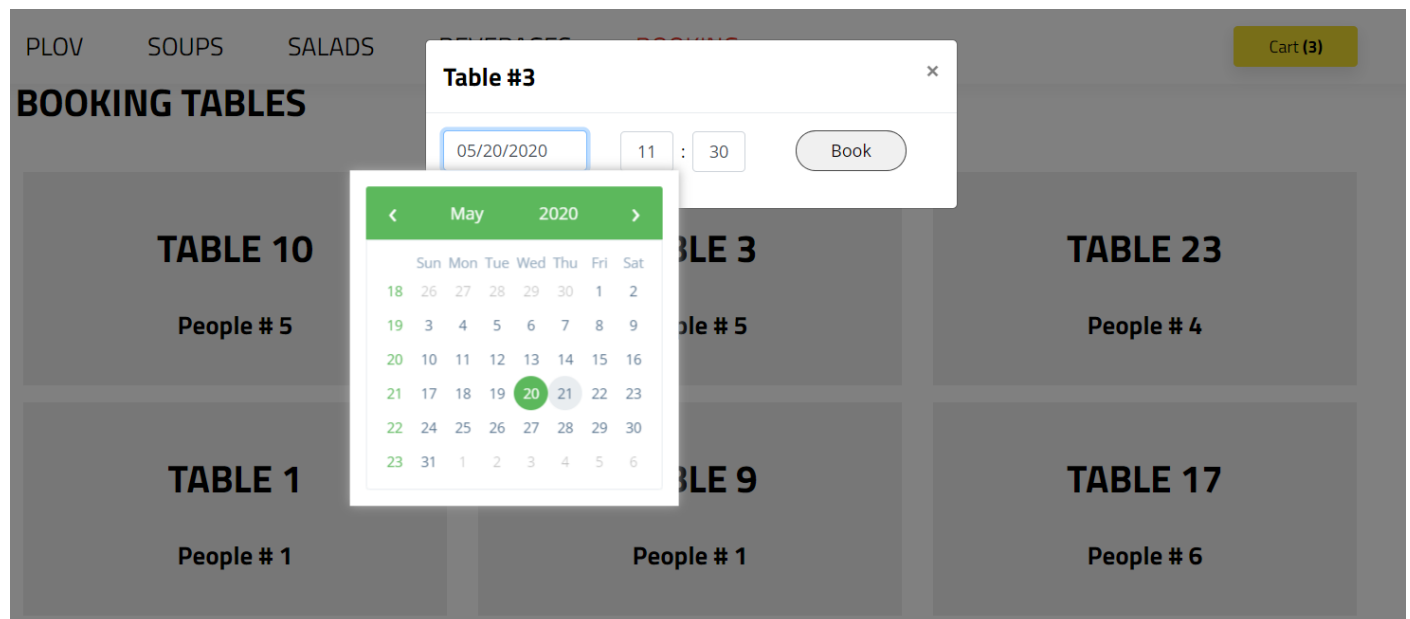 PLOV SOUPS SALADS BEVERAGES BOOKING Cart (3)
Table #3 ×
BOOKING TABLES
05/20/2020 11 : 30 Book
‹ May 2020 ›
Sun Mon Tue Wed Thu Fri Sat
18 26 27 28 29 30 1 2
19 3 4 5 6 7 8 9
20 10 11 12 13 14 15 16
21 17 18 19 20 21 22 23
22 24 25 26 27 28 29 30
23 31 1 2 3 4 5 6
TABLE 10
People # 5
BLE 3
ple # 5
TABLE 23
People # 4
TABLE 1
People # 1
BLE 9
People # 1
TABLE 17
People # 6